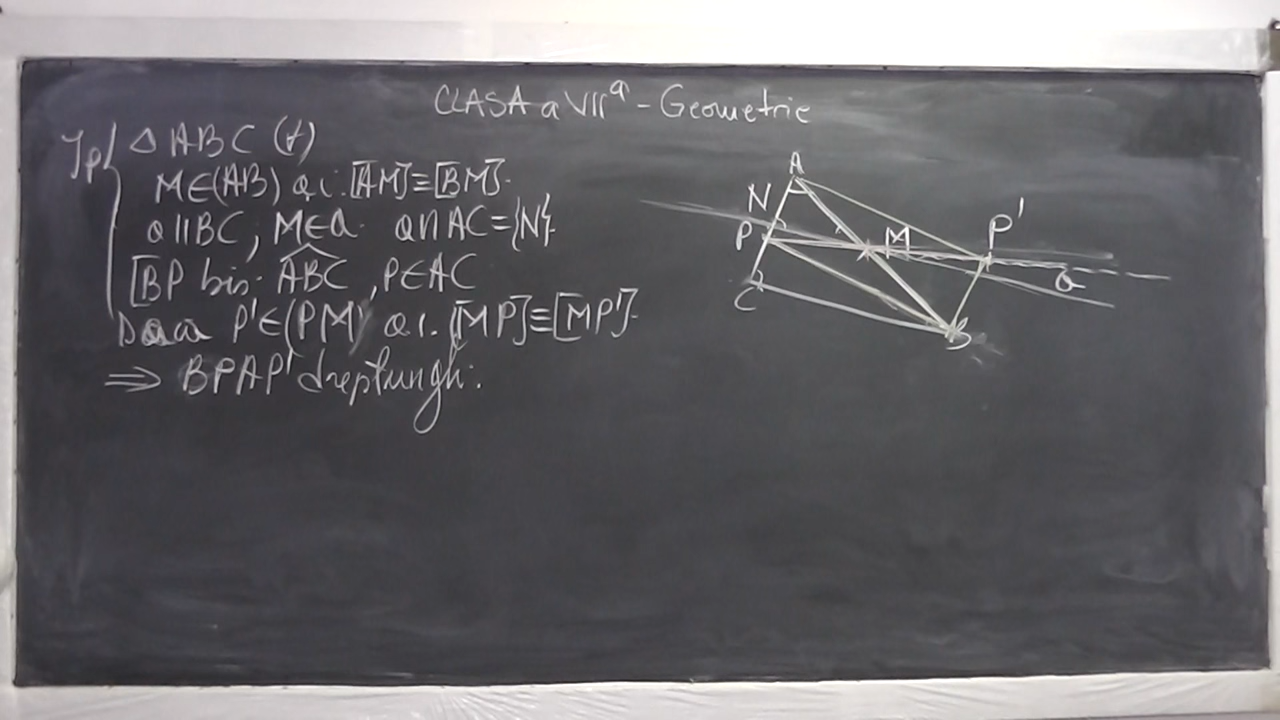 CLASA a VII a - Geometrie
Ip
△ ABC (∀)
M∈(AB) a.i. [AM]≡[BM].
a∥BC, M∈a. a∩AC={N}.
[BP bis. ABC, P∈AC
Daca P'∈(PM a.i. [MP]≡[MP'].
⇒ BPAP' dreptungh.
A
N
P
C
M
P'
a
B